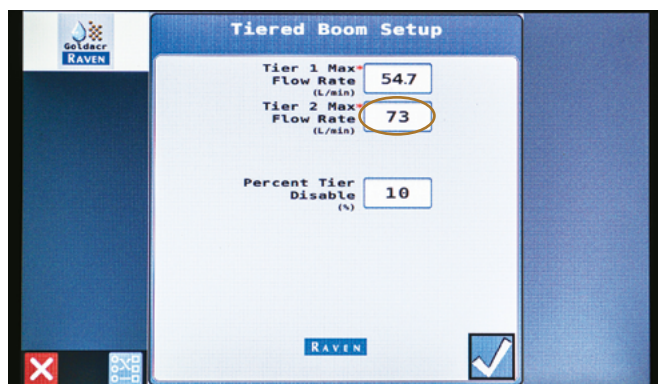 Goldacr
RAVEN
Tiered Boom Setup
Tier 1 Max*
Flow Rate
(L/min)
54.7
Tier 2 Max*
Flow Rate
(L/min)
73
Percent Tier
Disable
(%)
10
RAVEN